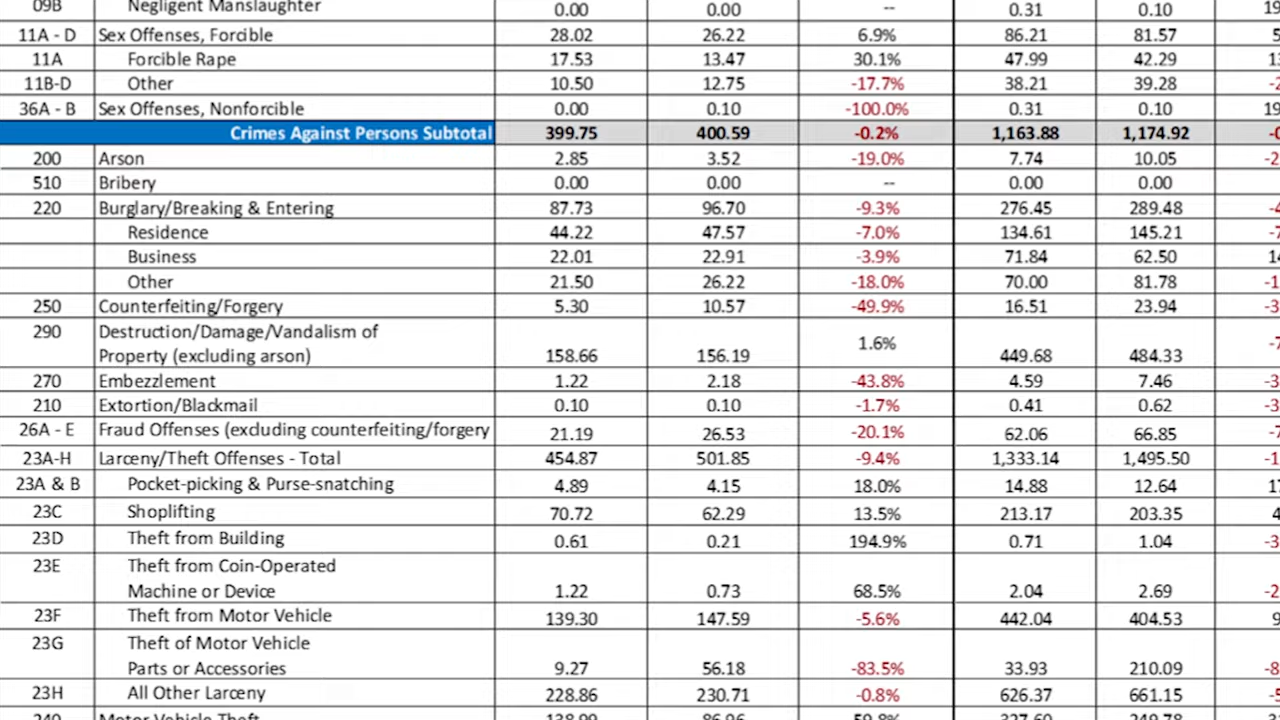 09B Negligent Manslaughter 0.00 0.00 -- 0.31 0.10
11A - D Sex Offenses, Forcible 28.02 26.22 6.9% 86.21 81.57
11A Forcible Rape 17.53 13.47 30.1% 47.99 42.29
11B-D Other 10.50 12.75 -17.7% 38.21 39.28
36A - B Sex Offenses, Nonforcible 0.00 0.10 -100.0% 0.31 0.10
Crimes Against Persons Subtotal 399.75 400.59 -0.2% 1,163.88 1,174.92
200 Arson 2.85 3.52 -19.0% 7.74 10.05
510 Bribery 0.00 0.00 -- 0.00 0.00
220 Burglary/Breaking & Entering 87.73 96.70 -9.3% 276.45 289.48
Residence 44.22 47.57 -7.0% 134.61 145.21
Business 22.01 22.91 -3.9% 71.84 62.50
Other 21.50 26.22 -18.0% 70.00 81.78
250 Counterfeiting/Forgery 5.30 10.57 -49.9% 16.51 23.94
290 Destruction/Damage/Vandalism of
Property (excluding arson) 158.66 156.19 1.6% 449.68 484.33
270 Embezzlement 1.22 2.18 -43.8% 4.59 7.46
210 Extortion/Blackmail 0.10 0.10 -1.7% 0.41 0.62
26A - E Fraud Offenses (excluding counterfeiting/forgery 21.19 26.53 -20.1% 62.06 66.85
23A-H Larceny/Theft Offenses - Total 454.87 501.85 -9.4% 1,333.14 1,495.50
23A & B Pocket-picking & Purse-snatching 4.89 4.15 18.0% 14.88 12.64
23C Shoplifting 70.72 62.29 13.5% 213.17 203.35
23D Theft from Building 0.61 0.21 194.9% 0.71 1.04
23E Theft from Coin-Operated
Machine or Device 1.22 0.73 68.5% 2.04 2.69
23F Theft from Motor Vehicle 139.30 147.59 -5.6% 442.04 404.53
23G Theft of Motor Vehicle
Parts or Accessories 9.27 56.18 -83.5% 33.93 210.09
23H All Other Larceny 228.86 230.71 -0.8% 626.37 661.15
240 Motor Vehicle Theft